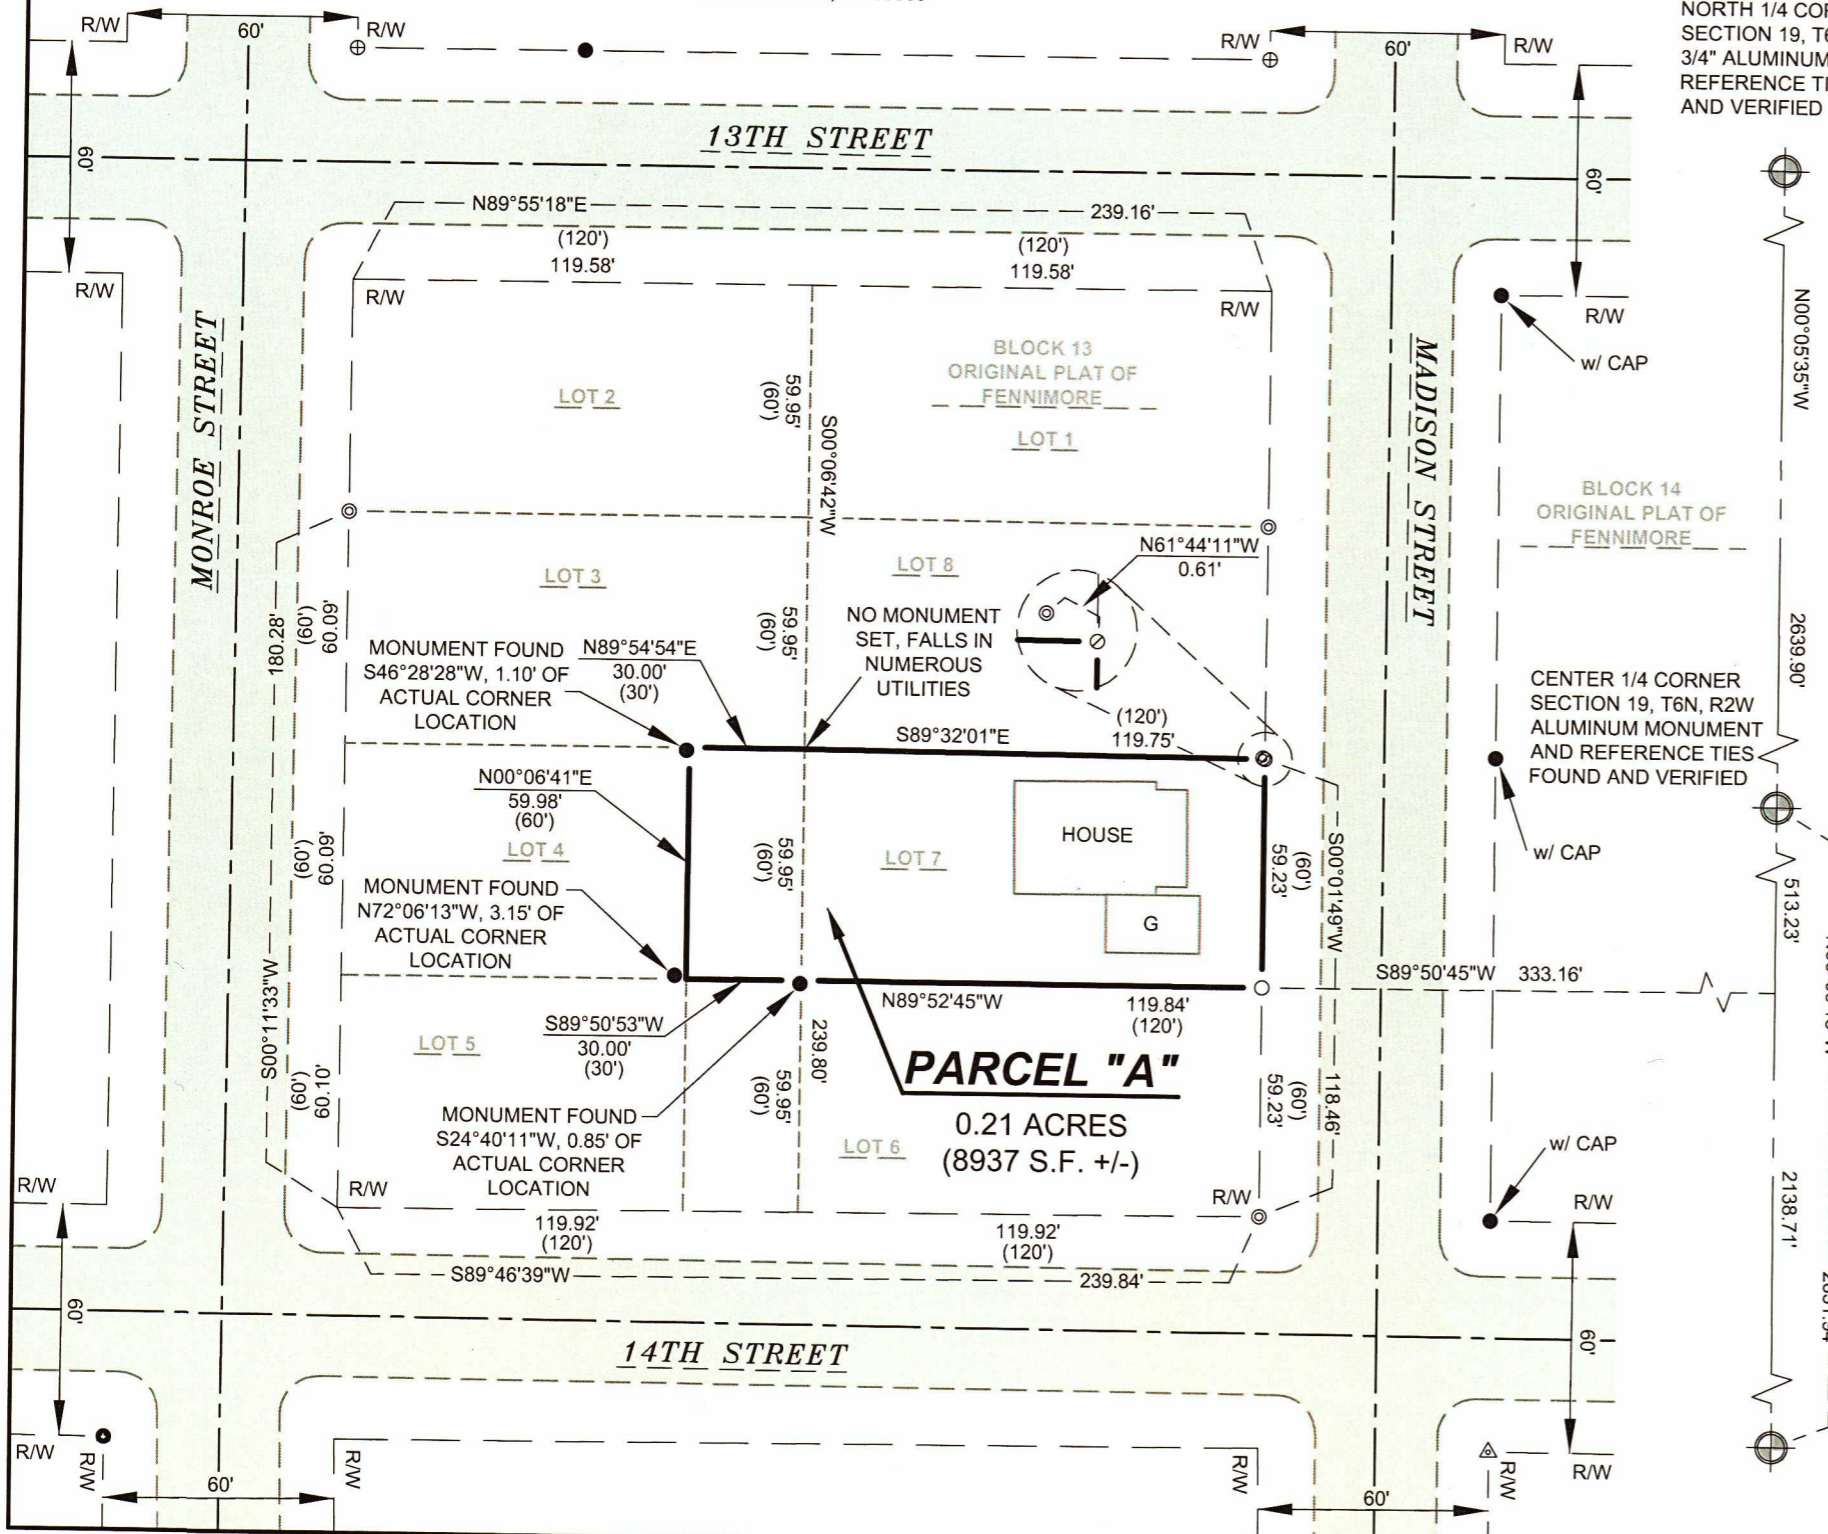 R/W
60'
R/W
R/W
60'
R/W
NORTH 1/4
SECTION 19,
3/4" ALUMINUM
REFERENCE
AND VERIFIED
60'
13TH STREET
60'
N89°55'18"E
239.16'
(120')
119.58'
(120')
119.58'
R/W
R/W
R/W
R/W
MONROE STREET
MADISON STREET
w/ CAP
N00°05'35"W
BLOCK 13
ORIGINAL PLAT OF
FENNIMORE
LOT 2
LOT 1
59.95'
(60')
S00°06'42"W
BLOCK 14
ORIGINAL PLAT OF
FENNIMORE
LOT 3
LOT 8
N61°44'11"W
0.61'
180.28'
(60')
60.09'
59.95'
(60')
2639.90'
NO MONUMENT
SET, FALLS IN
NUMEROUS
UTILITIES
MONUMENT FOUND
S46°28'28"W, 1.10' OF
ACTUAL CORNER
LOCATION
N89°54'54"E
30.00'
(30')
CENTER 1/4 CORNER
SECTION 19, T6N, R2W
ALUMINUM MONUMENT
AND REFERENCE TIES
FOUND AND VERIFIED
S89°32'01"E
(120')
119.75'
N00°06'41"E
59.98'
(60')
HOUSE
(60')
60.09'
LOT 4
59.95'
(60')
LOT 7
(60')
59.23'
S00°01'49"W
w/ CAP
513.23'
MONUMENT FOUND
N72°06'13"W, 3.15' OF
ACTUAL CORNER
LOCATION
G
S89°50'45"W 333.16'
N89°52'45"W
119.84'
(120')
S00°11'33"W
S89°50'53"W
30.00'
(30')
LOT 5
(60')
60.10'
59.95'
(60')
239.80'
PARCEL "A"
0.21 ACRES
(8937 S.F. +/-)
(60')
59.23'
118.46'
MONUMENT FOUND
S24°40'11"W, 0.85' OF
ACTUAL CORNER
LOCATION
LOT 6
w/ CAP
2138.71'
R/W
R/W
R/W
R/W
119.92'
(120')
119.92'
(120')
S89°46'39"W
239.84'
60'
14TH STREET
60'
R/W
R/W
R/W
R/W
R/W
R/W
60'
60'